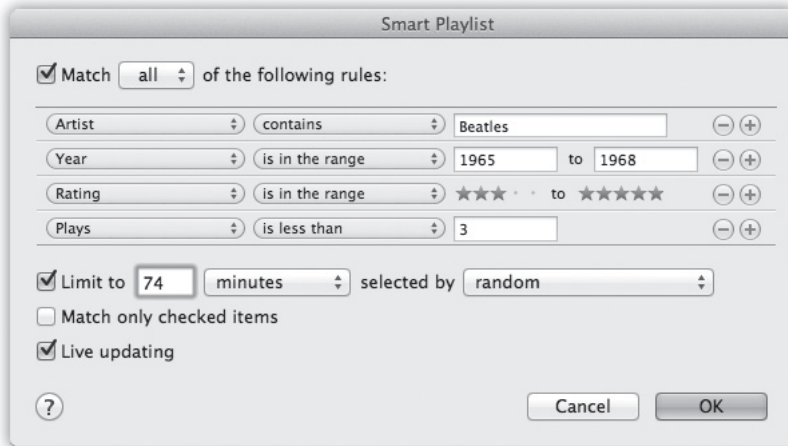 Smart Playlist
Match all of the following rules:
Artist contains Beatles
Year is in the range 1965 to 1968
Rating is in the range to
Plays is less than 3
Limit to 74 minutes selected by random
Match only checked items
Live updating
? Cancel OK